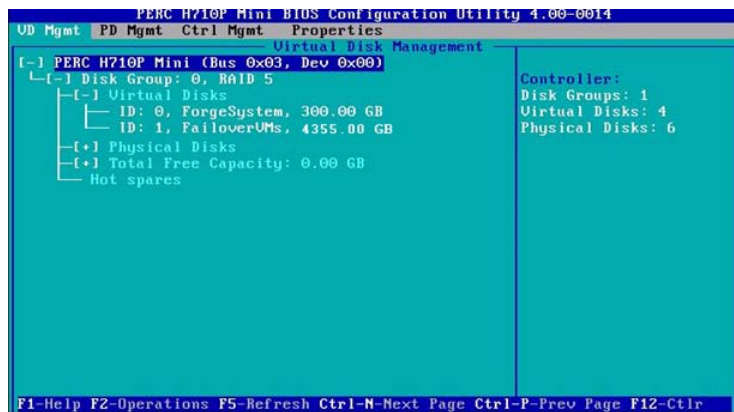 PERC H710P Mini BIOS Configuration Utility 4.00-0014
VD Mgmt PD Mgmt Ctrl Mgmt Properties
Virtual Disk Management
[-] PERC H710P Mini (Bus 0x03, Dev 0x00)
[-] Disk Group: 0, RAID 5
[-] Virtual Disks
ID: 0, ForgeSystem, 300.00 GB
ID: 1, FailoverVMs, 4355.00 GB
[+] Physical Disks
[+] Total Free Capacity: 0.00 GB
Hot spares
Controller:
Disk Groups: 1
Virtual Disks: 4
Physical Disks: 6
F1-Help F2-Operations F5-Refresh Ctrl-N-Next Page Ctrl-P-Prev Page F12-Ctlr